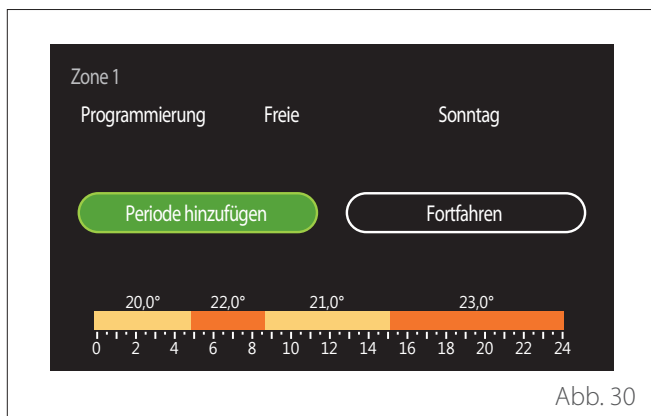 Zone 1
Programmierung Freie Sonntag
Periode hinzufügen Fortfahren
20,0° 22,0° 21,0° 23,0°
0 2 4 6 8 10 12 14 16 18 20 22 24
Abb. 30